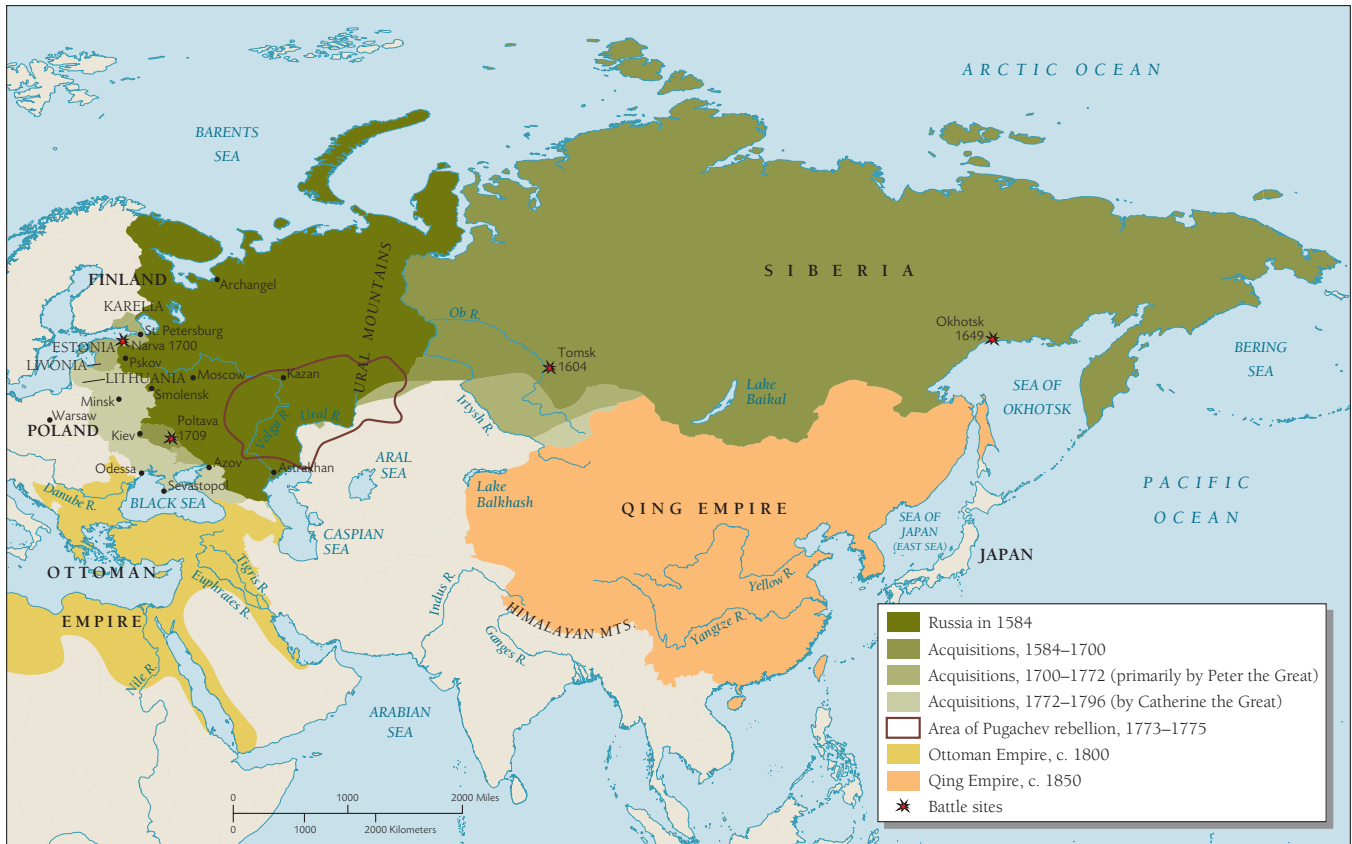 ARCTIC OCEAN
BARENTS
SEA
FINLAND
KARELIA
Archangel
URAL MOUNTAINS
SIBERIA
St. Petersburg
ESTONIA
Narva 1700
LIVONIA
Pskov
LITHUANIA
Moscow
Kazan
Smolensk
Minsk
Warsaw
POLAND
Poltava
1709
Kiev
Volga R.
Ural R.
Ob R.
Irtysh R.
Tomsk
1604
Okhotsk
1649
Lake
Baikal
SEA OF
OKHOTSK
BERING
SEA
Odessa
Azov
Astrakhan
Sevastopol
Danube R.
BLACK SEA
ARAL
SEA
Lake
Balkhash
CASPIAN
SEA
QING EMPIRE
PACIFIC
OCEAN
SEA OF
JAPAN
(EAST SEA)
JAPAN
OTTOMAN
EMPIRE
Tigris R.
Euphrates R.
Nile R.
Indus R.
Ganges R.
HIMALAYAN MTS.
Yellow R.
Yangtze R.
ARABIAN
SEA
Russia in 1584
Acquisitions, 1584–1700
Acquisitions, 1700–1772 (primarily by Peter the Great)
Acquisitions, 1772–1796 (by Catherine the Great)
Area of Pugachev rebellion, 1773–1775
Ottoman Empire, c. 1800
Qing Empire, c. 1850
Battle sites
0 1000 2000 Miles
0 1000 2000 Kilometers